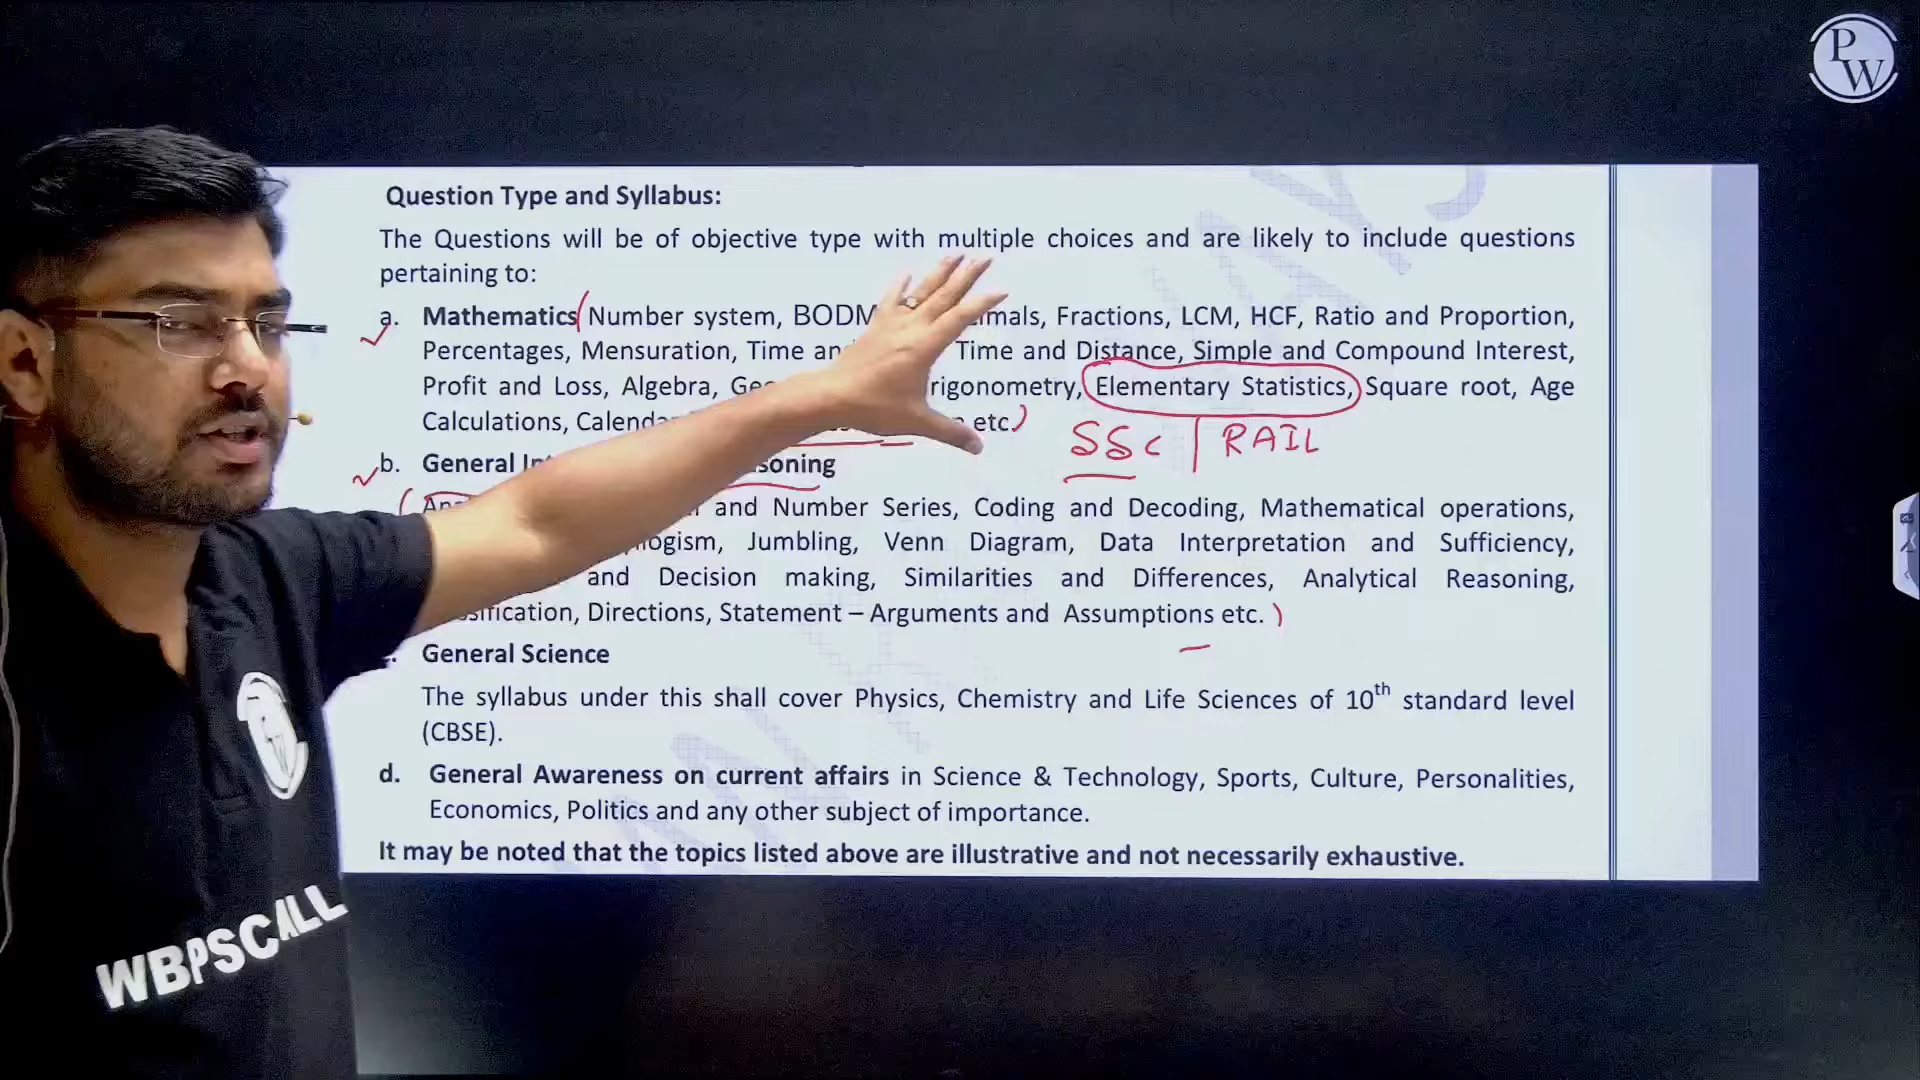 PW
Question Type and Syllabus:
The Questions will be of objective type with multiple choices and are likely to include questions
pertaining to:
a. Mathematics (Number system, BODM imals, Fractions, LCM, HCF, Ratio and Proportion,
Percentages, Mensuration, Time an Time and Distance, Simple and Compound Interest,
Profit and Loss, Algebra, Ge rigonometry, Elementary Statistics, Square root, Age
Calculations, Calenda etc.)
SSC | RAIL
b. General In soning
and Number Series, Coding and Decoding, Mathematical operations,
logism, Jumbling, Venn Diagram, Data Interpretation and Sufficiency,
and Decision making, Similarities and Differences, Analytical Reasoning,
ssification, Directions, Statement – Arguments and Assumptions etc. )
General Science
The syllabus under this shall cover Physics, Chemistry and Life Sciences of 10th standard level
(CBSE).
d. General Awareness on current affairs in Science & Technology, Sports, Culture, Personalities,
Economics, Politics and any other subject of importance.
It may be noted that the topics listed above are illustrative and not necessarily exhaustive.
WBPSCALL